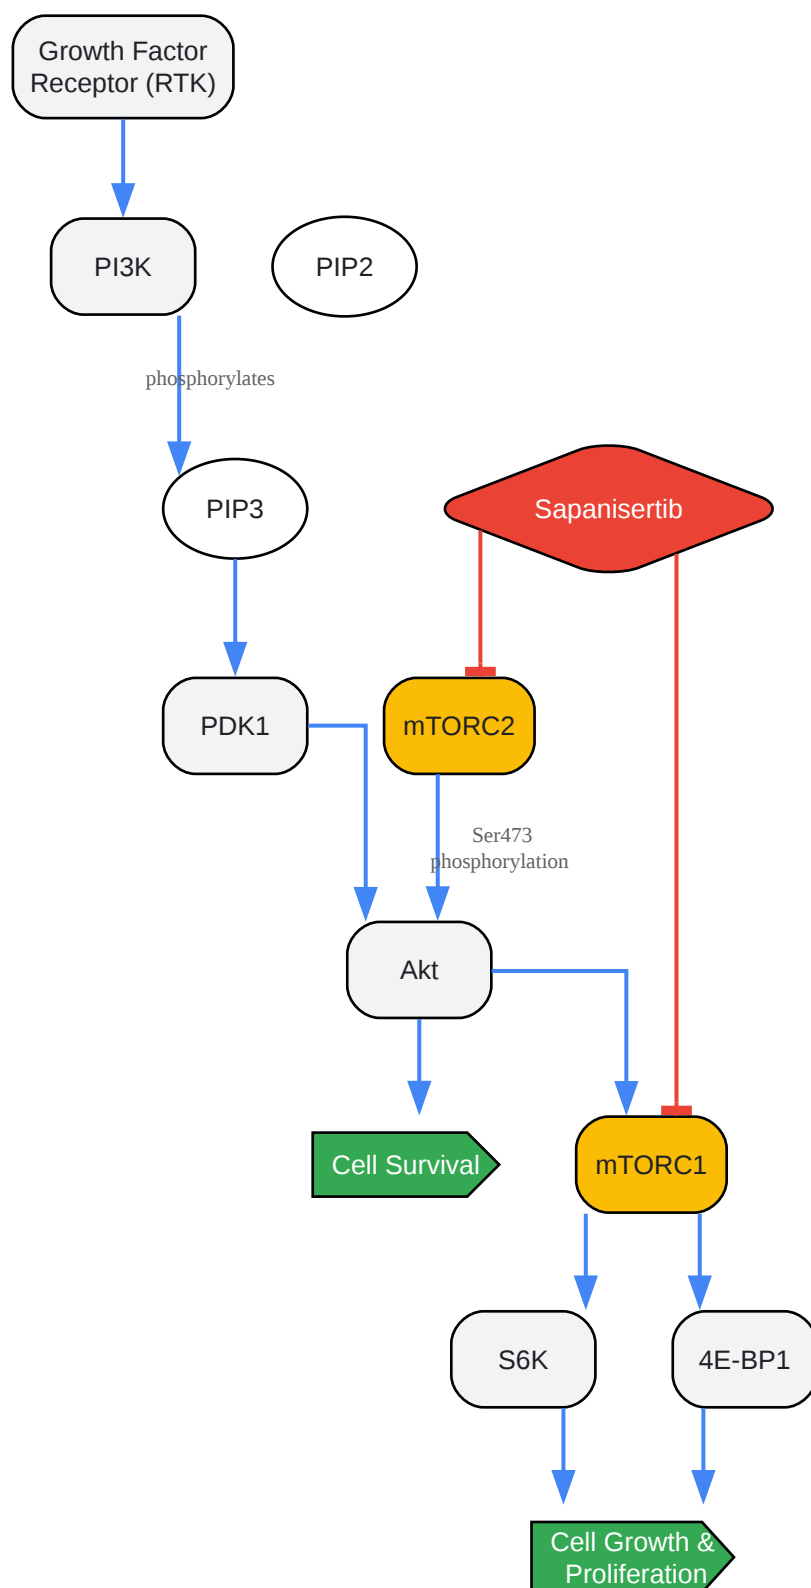 Growth Factor
Receptor (RTK)
PI3K
PIP2
phosphorylates
PIP3
Sapanisertib
PDK1
mTORC2
Ser473
phosphorylation
Akt
Cell Survival
mTORC1
S6K
4E-BP1
Cell Growth &
Proliferation